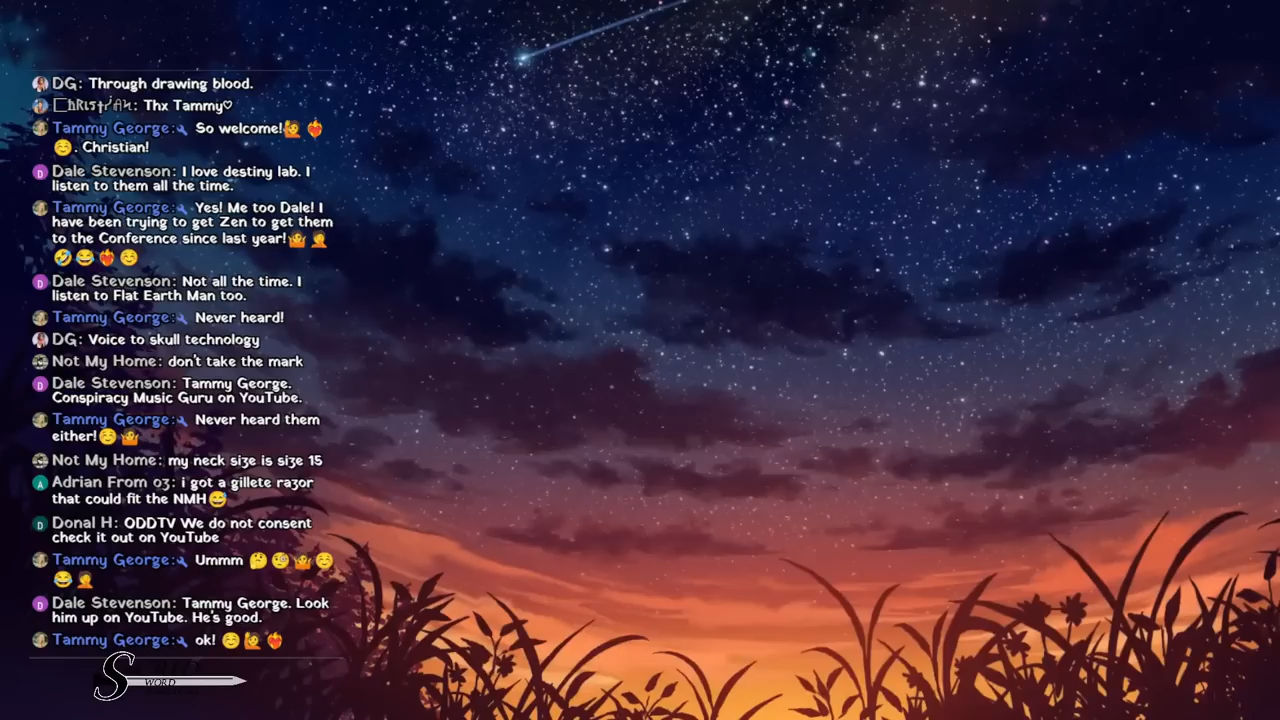 DG: Through drawing blood.
Thx Tammy♡
Tammy George: So welcome!🙋❤️‍🔥
☺️. Christian!
Dale Stevenson: I love destiny lab. I
listen to them all the time.
Tammy George: Yes! Me too Dale! I
have been trying to get Zen to get them
to the Conference since last year!🤷🤦
🤣😂❤️‍🔥☺️
Dale Stevenson: Not all the time. I
listen to Flat Earth Man too.
Tammy George: Never heard!
DG: Voice to skull technology
Not My Home: don't take the mark
Dale Stevenson: Tammy George.
Conspiracy Music Guru on YouTube.
Tammy George: Never heard them
either!☺️🤷
Not My Home: my neck size is size 15
Adrian From 03: i got a gillete razor
that could fit the NMH😅
Donal H: ODDTV We do not consent
check it out on YouTube
Tammy George: Ummm 🤔🧐🤷☺️
😂🤦
Dale Stevenson: Tammy George. Look
him up on YouTube. He's good.
Tammy George: ok! ☺️🙋❤️‍🔥
SWORD